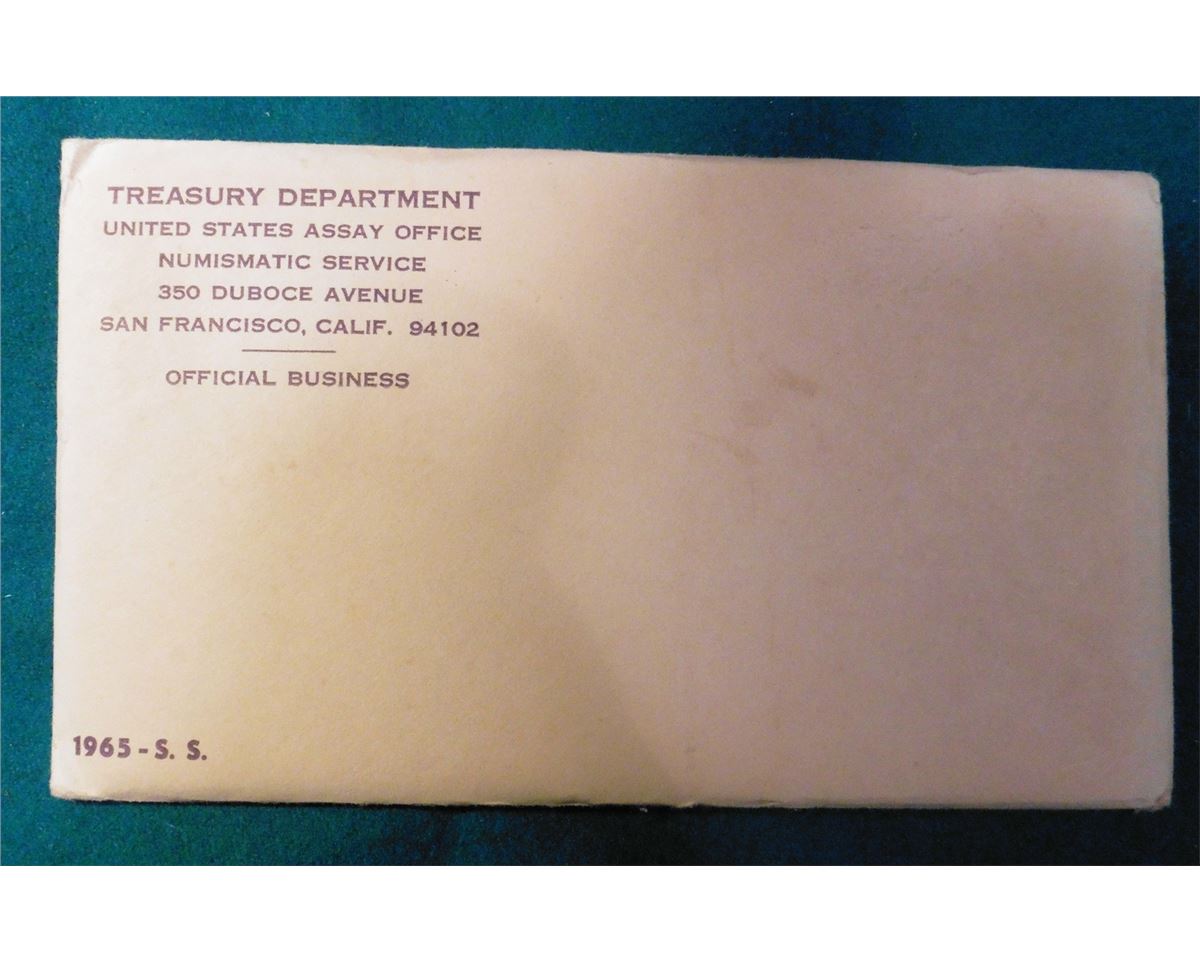 TREASURY DEPARTMENT
UNITED STATES ASSAY OFFICE
NUMISMATIC SERVICE
350 DUBOCE AVENUE
SAN FRANCISCO, CALIF. 94102
OFFICIAL BUSINESS
1965 - S. S.